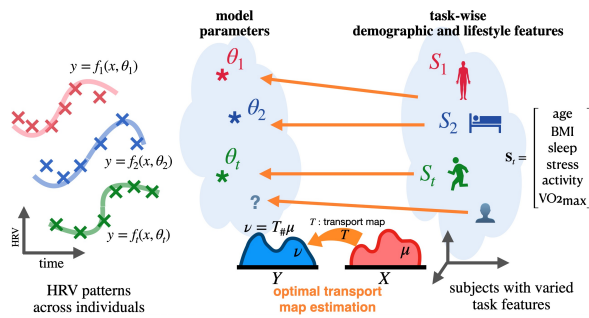 model
parameters
task-wise
demographic and lifestyle features
y = f₁(x, θ₁)
y = f₂(x, θ₂)
y = fₜ(x, θₜ)
HRV
time
HRV patterns
across individuals
* θ₁
* θ₂
* θₜ
?
S₁
S₂
Sₜ
Sₜ =
age
BMI
sleep
stress
activity
VO2max
ν = T#μ
T : transport map
T
ν
μ
Y
X
optimal transport
map estimation
subjects with varied
task features